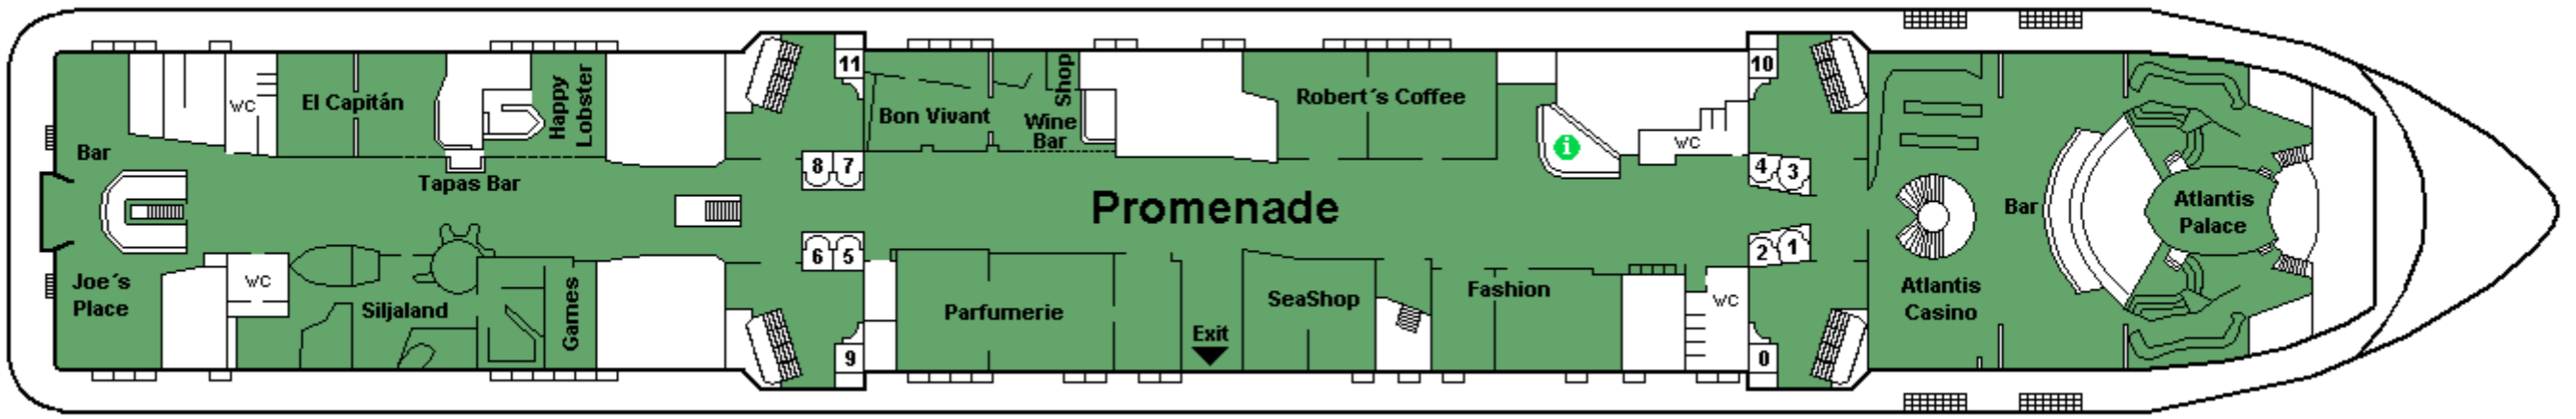 11
10
WC
El Capitán
Happy
Lobster
Shop
Bon Vivant
Wine
Bar
Robert´s Coffee
i
WC
Bar
8 7
4 3
Tapas Bar
Promenade
Bar
Atlantis
Palace
6 5
2 1
Joe´s
Place
WC
Siljaland
Games
Parfumerie
SeaShop
Fashion
WC
Atlantis
Casino
Exit
9
0